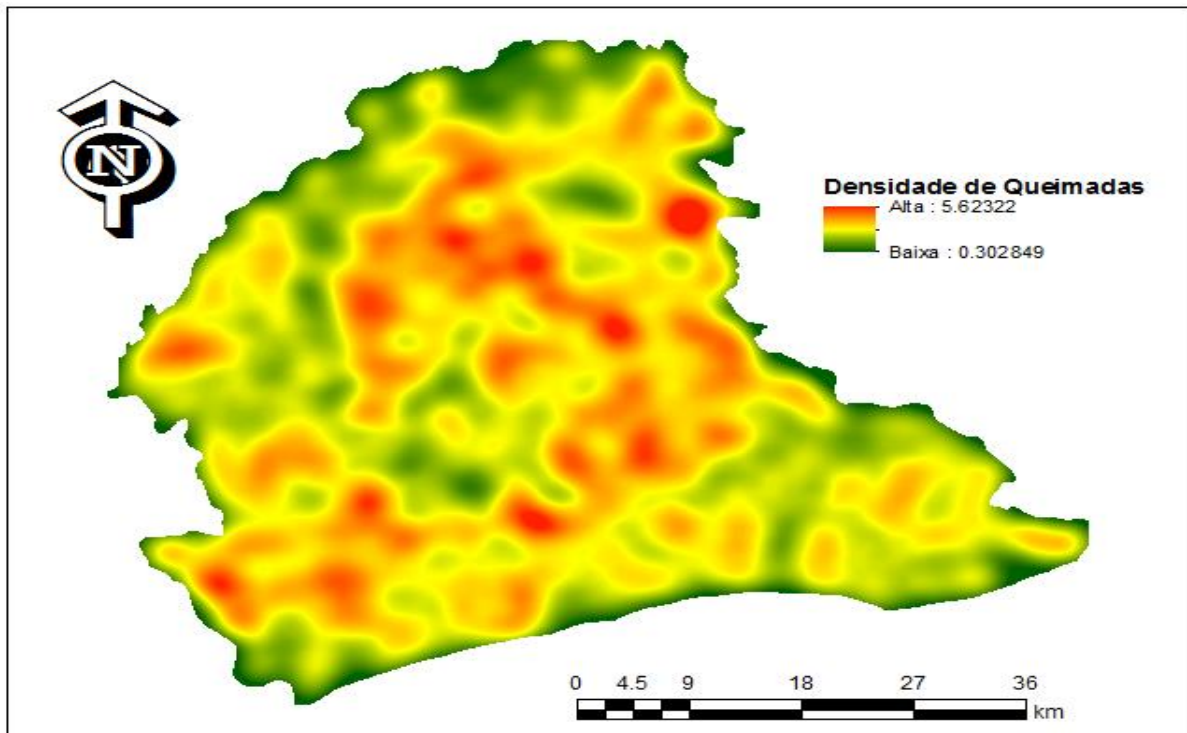 N
Densidade de Queimadas
Alta : 5.62322
Baixa : 0.302849
0 4.5 9 18 27 36
km